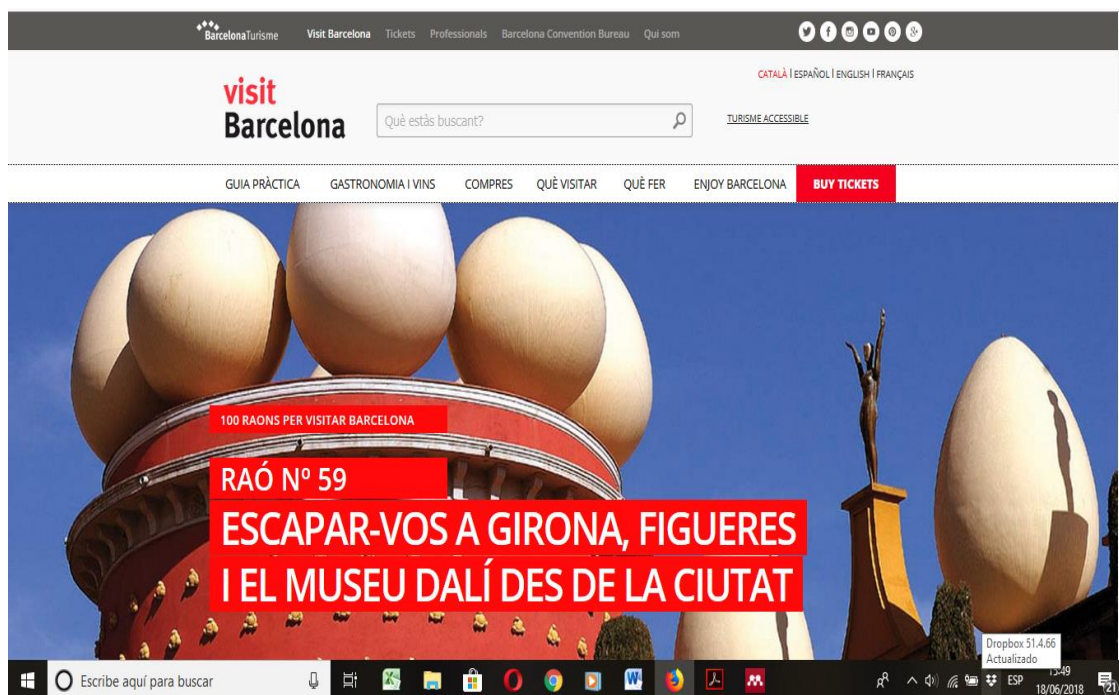 BarcelonaTurisme Visit Barcelona Tickets Professionals Barcelona Convention Bureau Qui som
CATALÀ | ESPAÑOL | ENGLISH | FRANÇAIS
visit
Barcelona
Què estàs buscant?
TURISME ACCESSIBLE
GUIA PRÀCTICA GASTRONOMIA I VINS COMPRES QUÈ VISITAR QUÈ FER ENJOY BARCELONA BUY TICKETS
100 RAONS PER VISITAR BARCELONA
RAÓ Nº 59
ESCAPAR-VOS A GIRONA, FIGUERES
I EL MUSEU DALÍ DES DE LA CIUTAT
Dropbox 51.4.66
Actualizado
Escribe aquí para buscar
ESP
18/06/2018
21